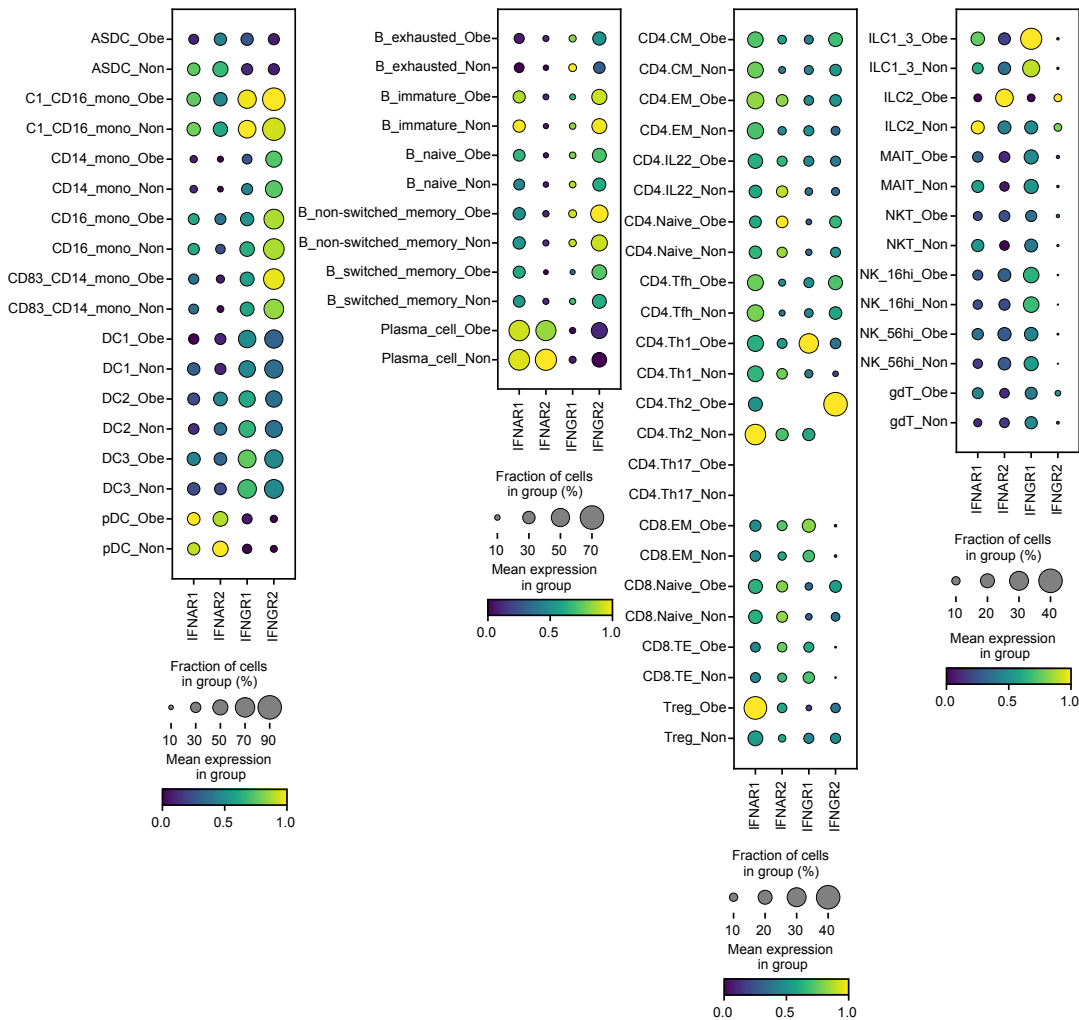 ASDC_Obe
ASDC_Non
C1_CD16_mono_Obe
C1_CD16_mono_Non
CD14_mono_Obe
CD14_mono_Non
CD16_mono_Obe
CD16_mono_Non
CD83_CD14_mono_Obe
CD83_CD14_mono_Non
DC1_Obe
DC1_Non
DC2_Obe
DC2_Non
DC3_Obe
DC3_Non
pDC_Obe
pDC_Non
IFNAR1
IFNAR2
IFNGR1
IFNGR2
Fraction of cells
in group (%)
10 30 50 70 90
Mean expression
in group
0.0 0.5 1.0
B_exhausted_Obe
B_exhausted_Non
B_immature_Obe
B_immature_Non
B_naive_Obe
B_naive_Non
B_non-switched_memory_Obe
B_non-switched_memory_Non
B_switched_memory_Obe
B_switched_memory_Non
Plasma_cell_Obe
Plasma_cell_Non
IFNAR1
IFNAR2
IFNGR1
IFNGR2
Fraction of cells
in group (%)
10 30 50 70
Mean expression
in group
0.0 0.5 1.0
CD4.CM_Obe
CD4.CM_Non
CD4.EM_Obe
CD4.EM_Non
CD4.IL22_Obe
CD4.IL22_Non
CD4.Naive_Obe
CD4.Naive_Non
CD4.Tfh_Obe
CD4.Tfh_Non
CD4.Th1_Obe
CD4.Th1_Non
CD4.Th2_Obe
CD4.Th2_Non
CD4.Th17_Obe
CD4.Th17_Non
CD8.EM_Obe
CD8.EM_Non
CD8.Naive_Obe
CD8.Naive_Non
CD8.TE_Obe
CD8.TE_Non
Treg_Obe
Treg_Non
IFNAR1
IFNAR2
IFNGR1
IFNGR2
Fraction of cells
in group (%)
10 20 30 40
Mean expression
in group
0.0 0.5 1.0
ILC1_3_Obe
ILC1_3_Non
ILC2_Obe
ILC2_Non
MAIT_Obe
MAIT_Non
NKT_Obe
NKT_Non
NK_16hi_Obe
NK_16hi_Non
NK_56hi_Obe
NK_56hi_Non
gdT_Obe
gdT_Non
IFNAR1
IFNAR2
IFNGR1
IFNGR2
Fraction of cells
in group (%)
10 20 30 40
Mean expression
in group
0.0 1.0